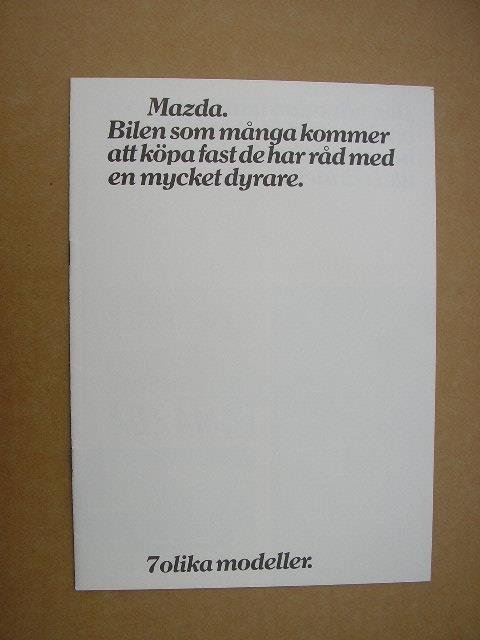 Mazda.
Bilen som många kommer
att köpa fast de har råd med
en mycket dyrare.
7 olika modeller.